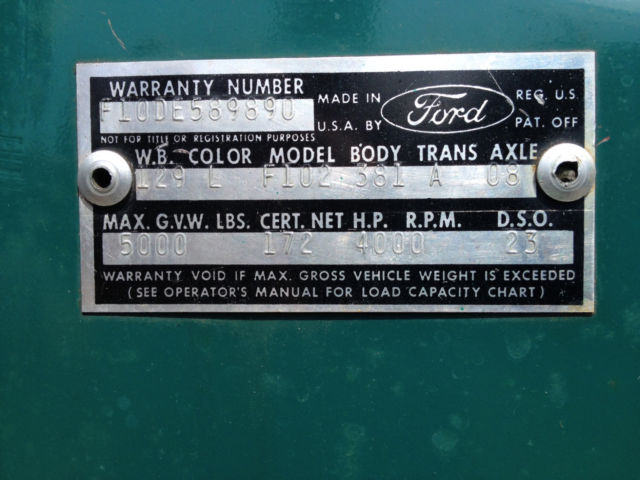 WARRANTY NUMBER
F10DE589890
MADE IN
U.S.A. BY
Ford
REG. U.S.
PAT. OFF
NOT FOR TITLE OR REGISTRATION PURPOSES
W.B. COLOR MODEL BODY TRANS AXLE
129 L F102 381 A 08
MAX. G.V.W. LBS. CERT. NET H.P. R.P.M. D.S.O.
5000 172 4000 23
WARRANTY VOID IF MAX. GROSS VEHICLE WEIGHT IS EXCEEDED
(SEE OPERATOR'S MANUAL FOR LOAD CAPACITY CHART)